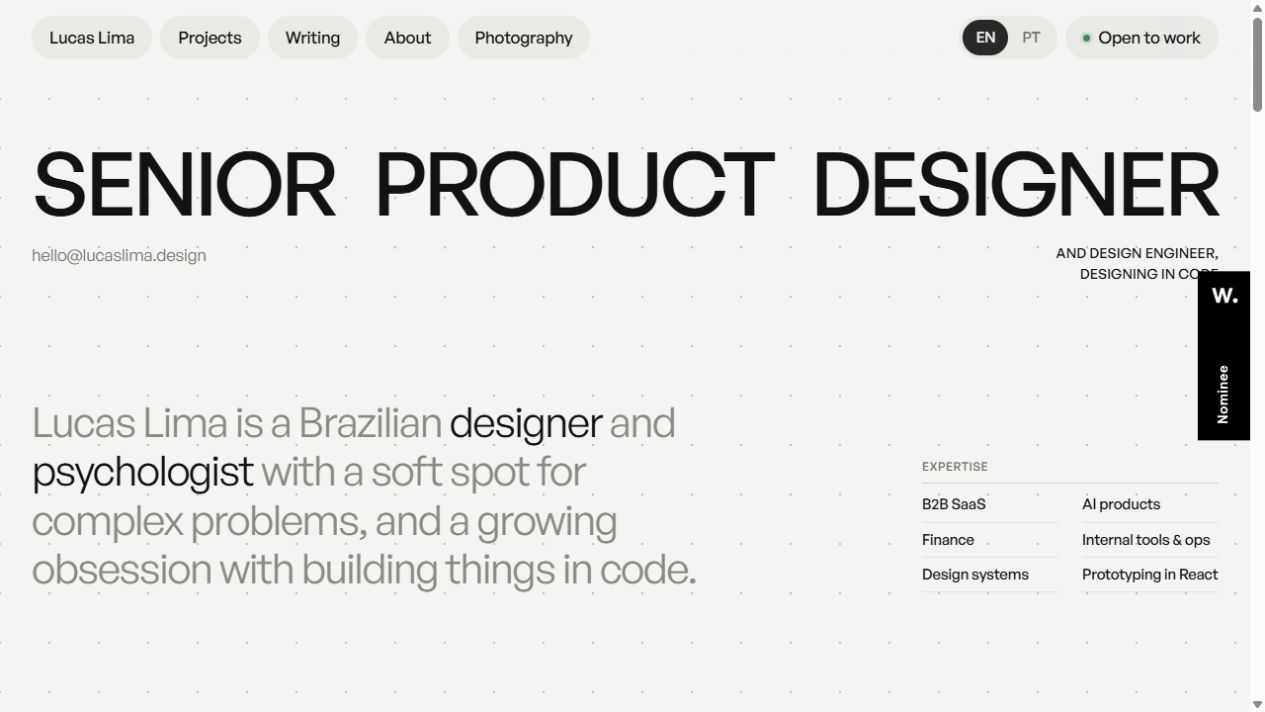 Lucas Lima
Projects
Writing
About
Photography
EN
PT
Open to work
SENIOR PRODUCT DESIGNER
hello@lucaslima.design
AND DESIGN ENGINEER,
DESIGNING IN CODE
W.
Nominee
Lucas Lima is a Brazilian designer and
psychologist with a soft spot for
complex problems, and a growing
obsession with building things in code.
EXPERTISE
B2B SaaS
AI products
Finance
Internal tools & ops
Design systems
Prototyping in React